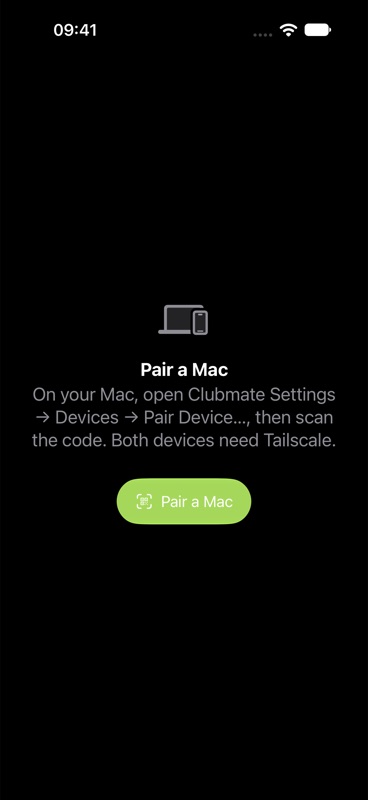 09:41
Pair a Mac
On your Mac, open Clubmate Settings
→ Devices → Pair Device..., then scan
the code. Both devices need Tailscale.
Pair a Mac